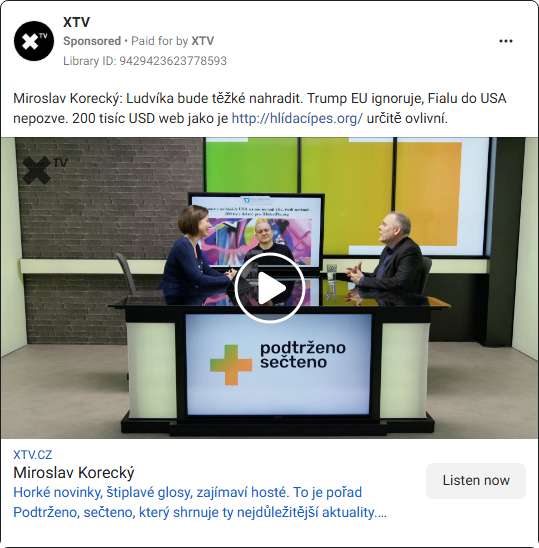 XTV
Sponsored • Paid for by XTV
Library ID: 9429423623778593
Miroslav Korecký: Ludvíka bude těžké nahradit. Trump EU ignoruje, Fialu do USA
nepozve. 200 tisíc USD web jako je http://hlídacípes.org/ určitě ovlivní.
XTV
podtrženo
sečteno
XTV.CZ
Miroslav Korecký
Listen now
Horké novinky, štiplavé glosy, zajímaví hosté. To je pořad
Podtrženo, sečteno, který shrnuje ty nejdůležitější aktuality....